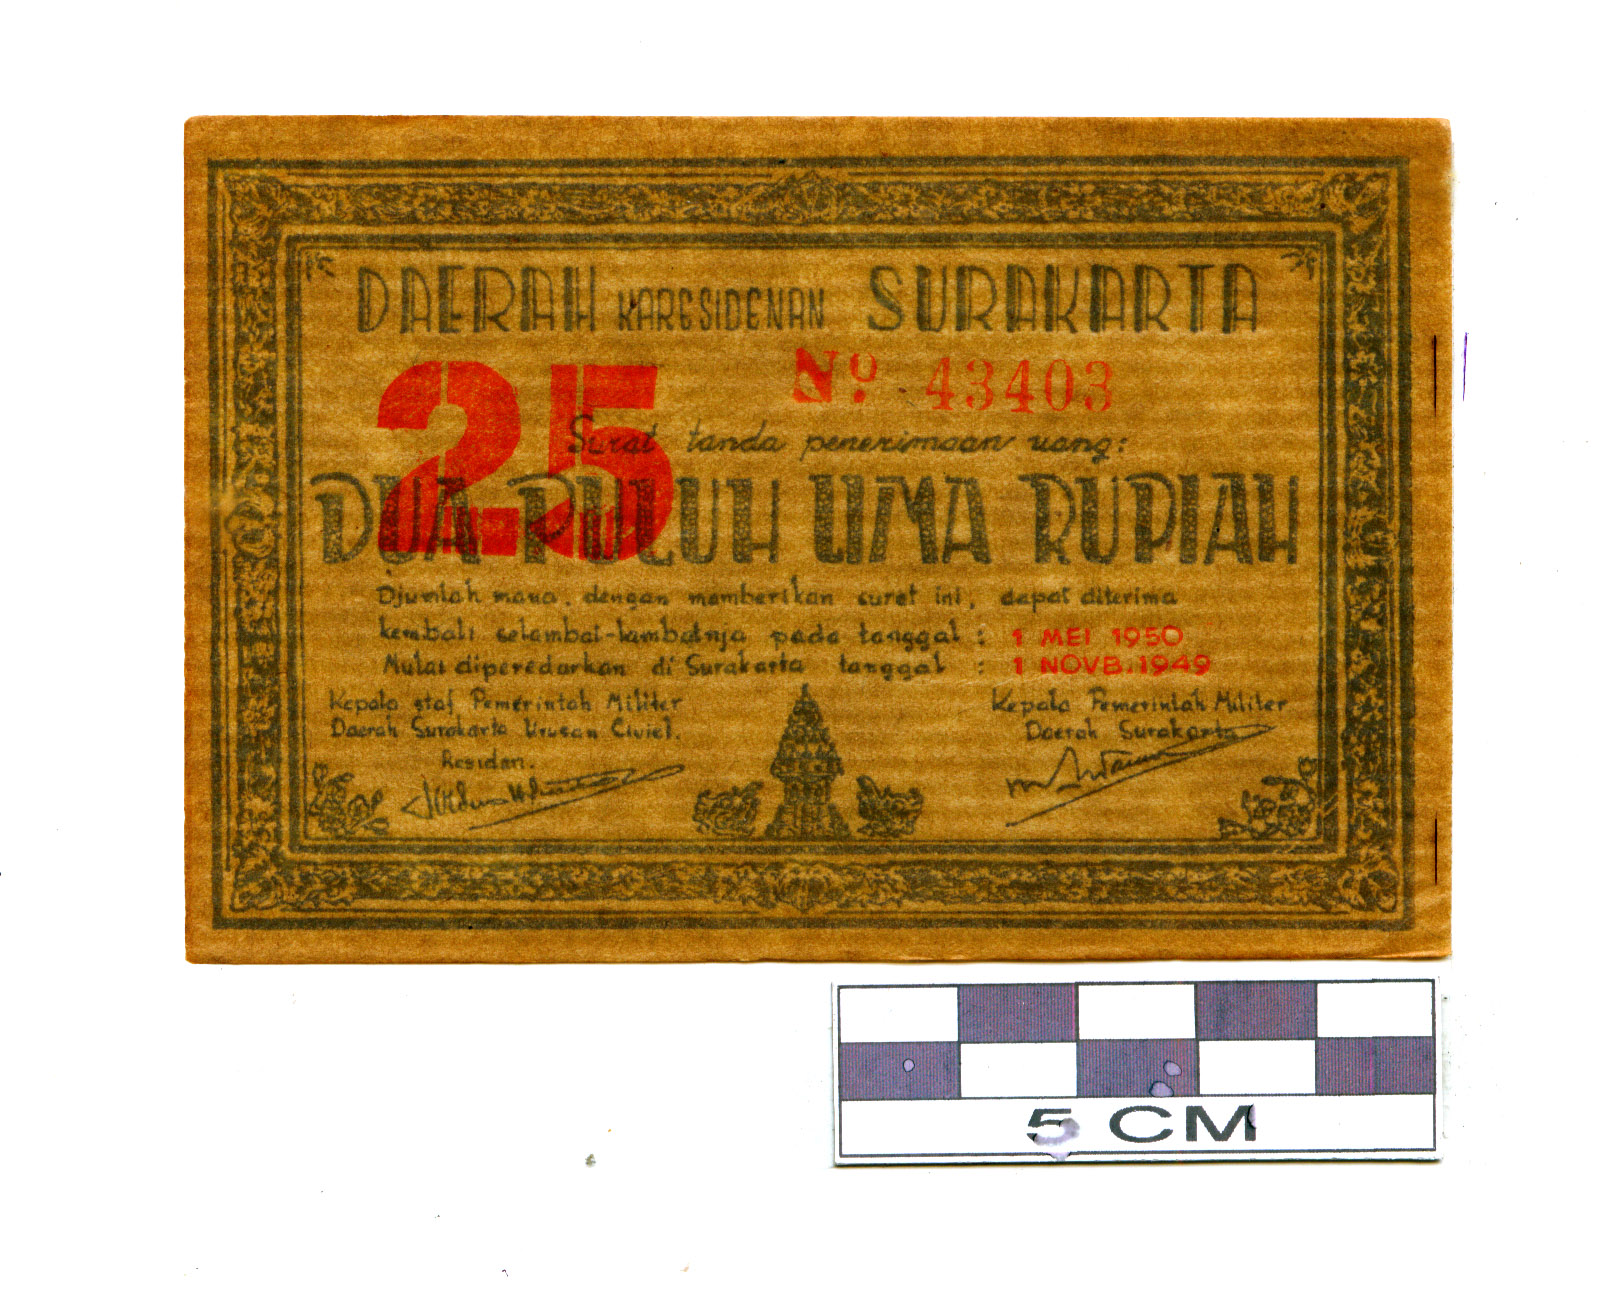 DAERAH KARESIDENAN SURAKARTA
25
No. 43403
Surat tanda penerimaan uang:
DUA PULUH LIMA RUPIAH
Djumlah mana, dengan memberikan surat ini, dapat diterima
kembali selambat-lambatnja pada tanggal : 1 MEI 1950
Mulai diperedarkan di Surakarta tanggal : 1 NOVB.1949
Kepala staf Pemerintah Militer
Daerah Surakarta Urusan Civiel.
Residen.
Kepala Pemerintah Militer
Daerah Surakarta
5 CM